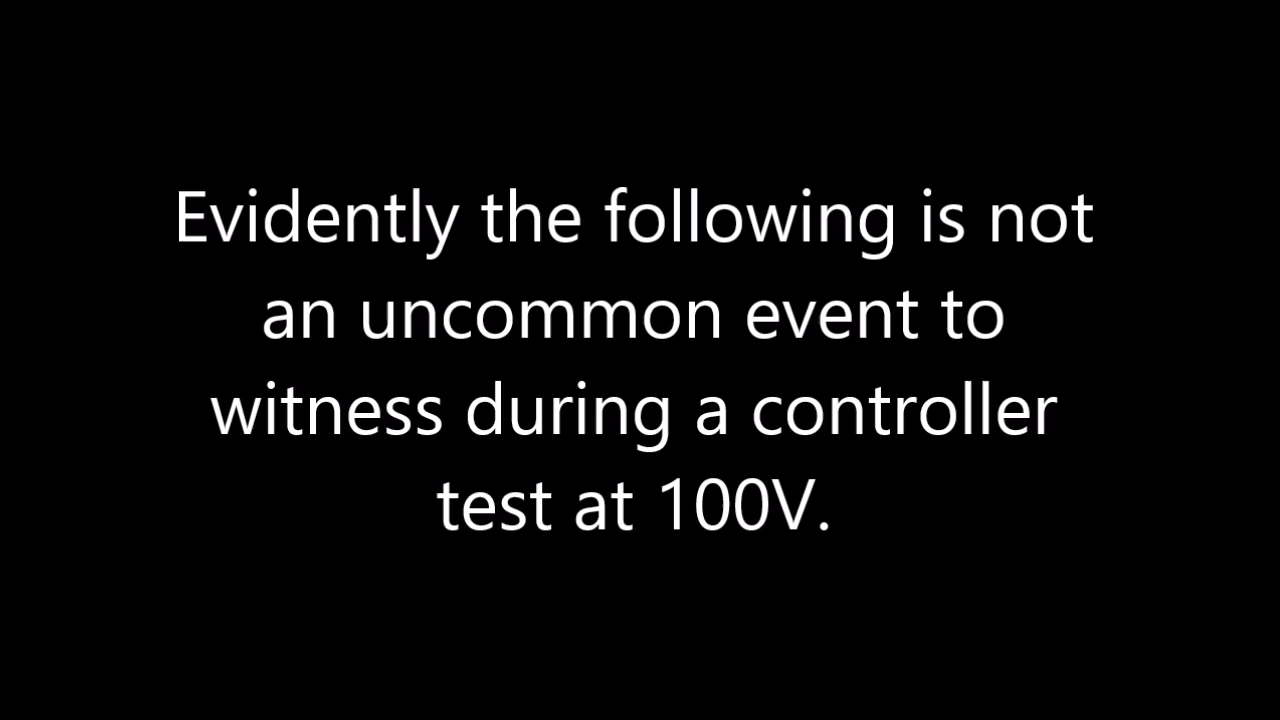 Evidently the following is not
an uncommon event to
witness during a controller
test at 100V.